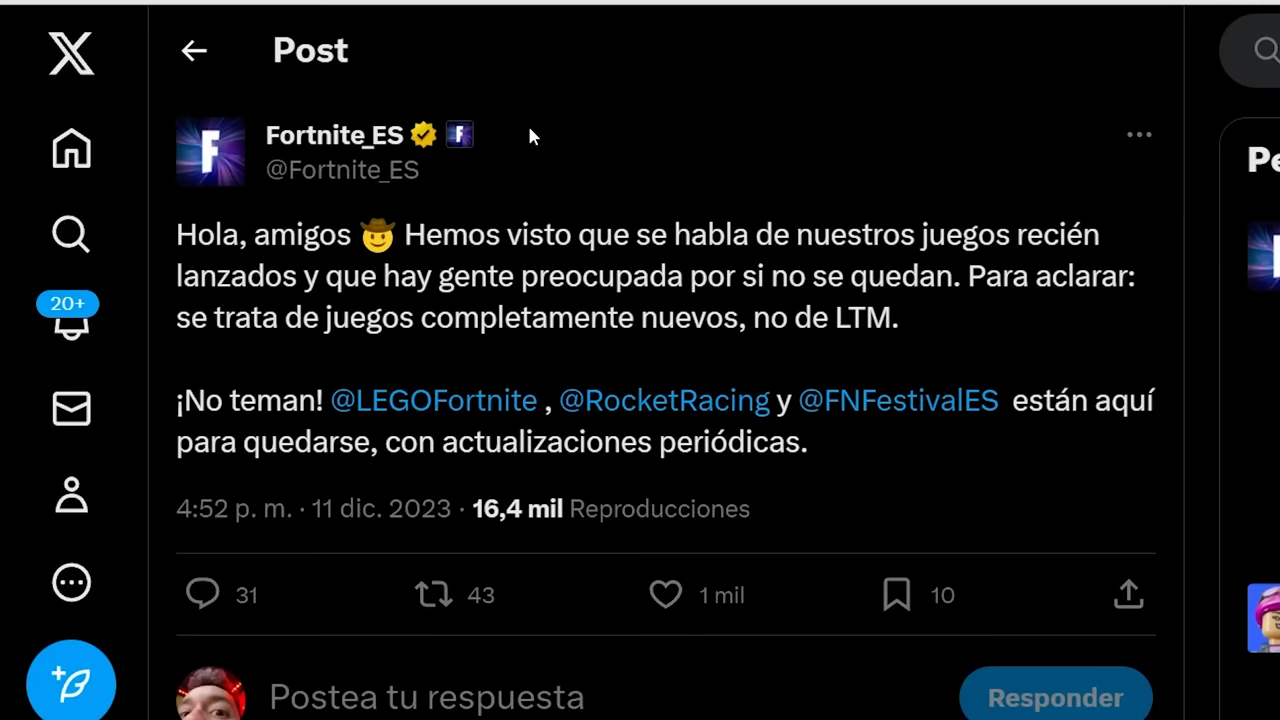 Post
Fortnite_ES
@Fortnite_ES
Hola, amigos 🤠 Hemos visto que se habla de nuestros juegos recién
lanzados y que hay gente preocupada por si no se quedan. Para aclarar:
se trata de juegos completamente nuevos, no de LTM.
20+
¡No teman! @LEGOFortnite , @RocketRacing y @FNFestivalES están aquí
para quedarse, con actualizaciones periódicas.
4:52 p. m. · 11 dic. 2023 · 16,4 mil Reproducciones
31 43 1 mil 10
Postea tu respuesta
Responder